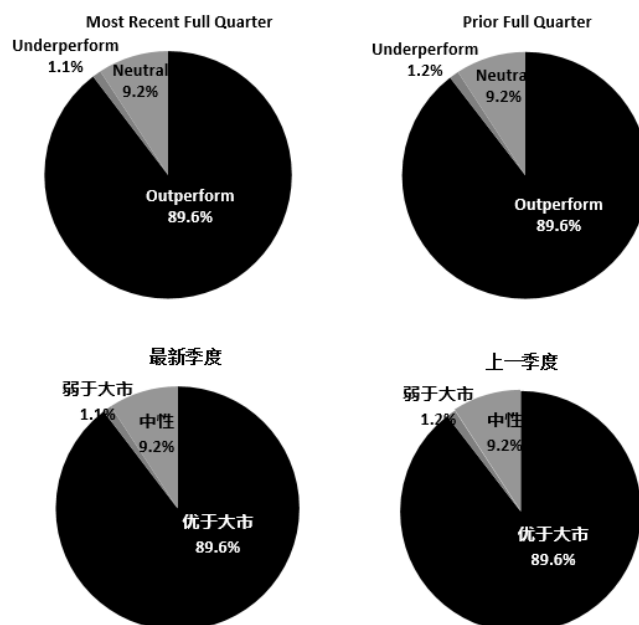 Most Recent Full Quarter
Underperform
1.1%
Neutral
9.2%
Outperform
89.6%
Prior Full Quarter
Underperform
1.2%
Neutral
9.2%
Outperform
89.6%
最新季度
弱于大市
1.1%
中性
9.2%
优于大市
89.6%
上一季度
弱于大市
1.2%
中性
9.2%
优于大市
89.6%